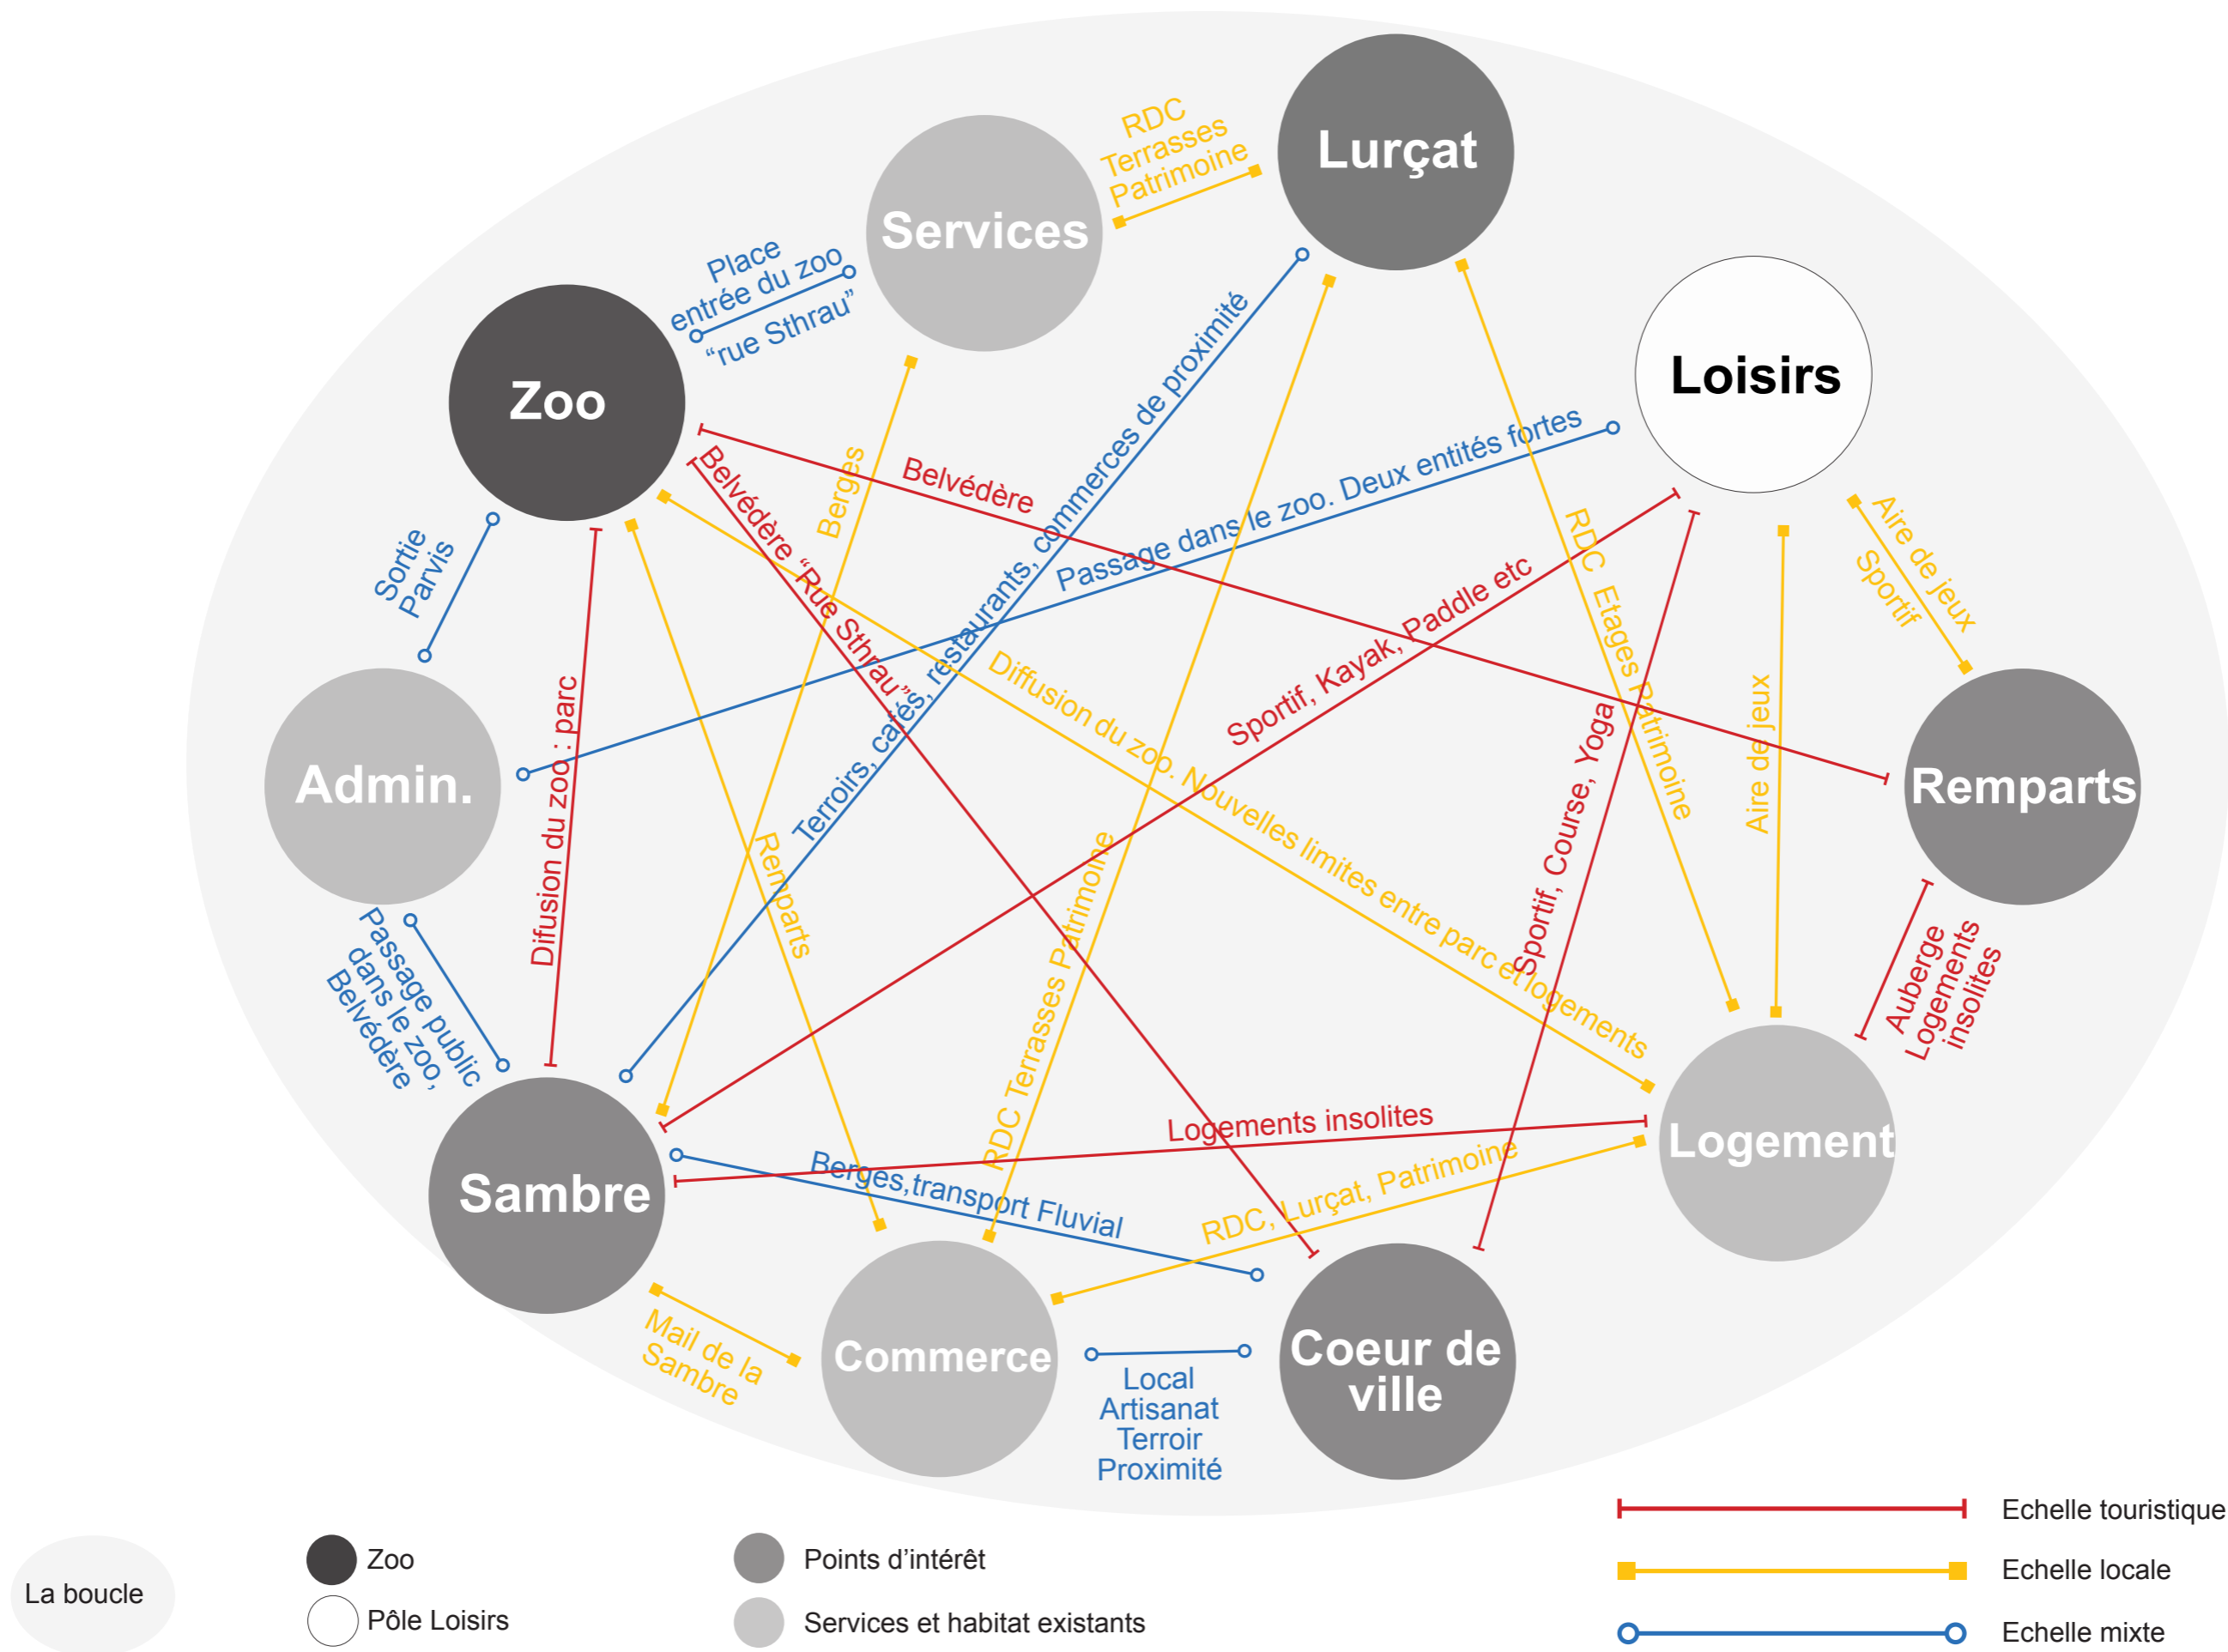 Lurçat
RDC
Terrasses
Patrimoine
Services
Place
entrée du zoo
“rue Sthrau”
Loisirs
Zoo
Belvédère
Belvédère “Rue Sthrau”
Berges
Terroirs, cafés, restaurants, commerces de proximité
Passage dans le zoo. Deux entités fortes
RDC Etages Patrimoine
Aire de jeux
Sportif
Sortie
Parvis
Sportif, Kayak, Paddle etc
Diffusion du zoo. Nouvelles limites entre parc et logements
Difusion du zoo : parc
Aire de jeux
Sportif, Course, Yoga
Admin.
Remparts
Remparts
RDC Terrasses Patrimoine
Passage public
dans le zoo,
Belvédère
Auberge
Logements
insolites
Logements insolites
Logement
Sambre
Berges,transport Fluvial
RDC, Lurçat, Patrimoine
Mail de la
Sambre
Commerce
Coeur de
ville
Local
Artisanat
Terroir
Proximité
La boucle
Zoo
Pôle Loisirs
Points d’intérêt
Services et habitat existants
Echelle touristique
Echelle locale
Echelle mixte